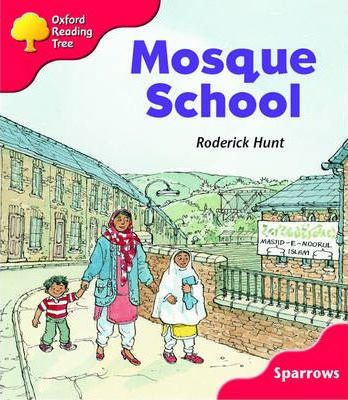 Oxford
Reading
Tree
Mosque
School
Roderick Hunt
MASJID-E-NOORUL
ISLAM
Sparrows